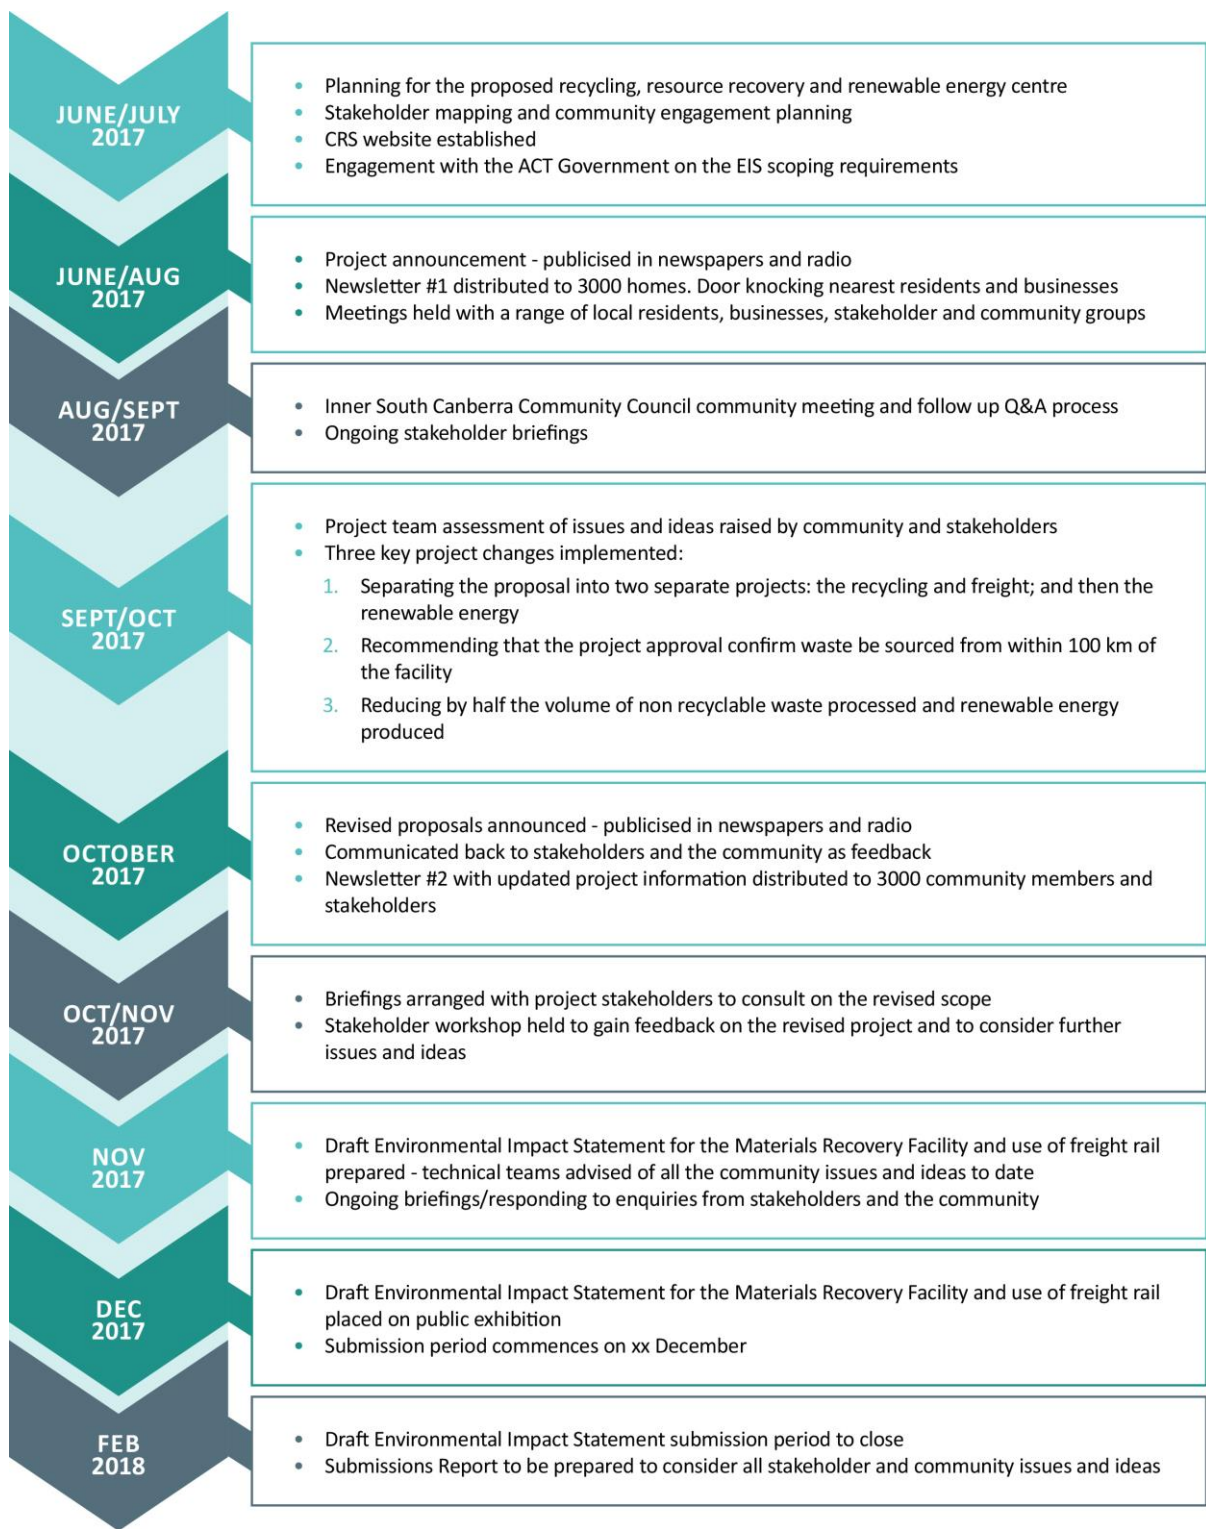 JUNE/JULY
2017
• Planning for the proposed recycling, resource recovery and renewable energy centre
• Stakeholder mapping and community engagement planning
• CRS website established
• Engagement with the ACT Government on the EIS scoping requirements
JUNE/AUG
2017
• Project announcement - publicised in newspapers and radio
• Newsletter #1 distributed to 3000 homes. Door knocking nearest residents and businesses
• Meetings held with a range of local residents, businesses, stakeholder and community groups
AUG/SEPT
2017
• Inner South Canberra Community Council community meeting and follow up Q&A process
• Ongoing stakeholder briefings
SEPT/OCT
2017
• Project team assessment of issues and ideas raised by community and stakeholders
• Three key project changes implemented:
1. Separating the proposal into two separate projects: the recycling and freight; and then the
renewable energy
2. Recommending that the project approval confirm waste be sourced from within 100 km of
the facility
3. Reducing by half the volume of non recyclable waste processed and renewable energy
produced
OCTOBER
2017
• Revised proposals announced - publicised in newspapers and radio
• Communicated back to stakeholders and the community as feedback
• Newsletter #2 with updated project information distributed to 3000 community members and
stakeholders
OCT/NOV
2017
• Briefings arranged with project stakeholders to consult on the revised scope
• Stakeholder workshop held to gain feedback on the revised project and to consider further
issues and ideas
NOV
2017
• Draft Environmental Impact Statement for the Materials Recovery Facility and use of freight rail
prepared - technical teams advised of all the community issues and ideas to date
• Ongoing briefings/responding to enquiries from stakeholders and the community
DEC
2017
• Draft Environmental Impact Statement for the Materials Recovery Facility and use of freight rail
placed on public exhibition
• Submission period commences on xx December
FEB
2018
• Draft Environmental Impact Statement submission period to close
• Submissions Report to be prepared to consider all stakeholder and community issues and ideas